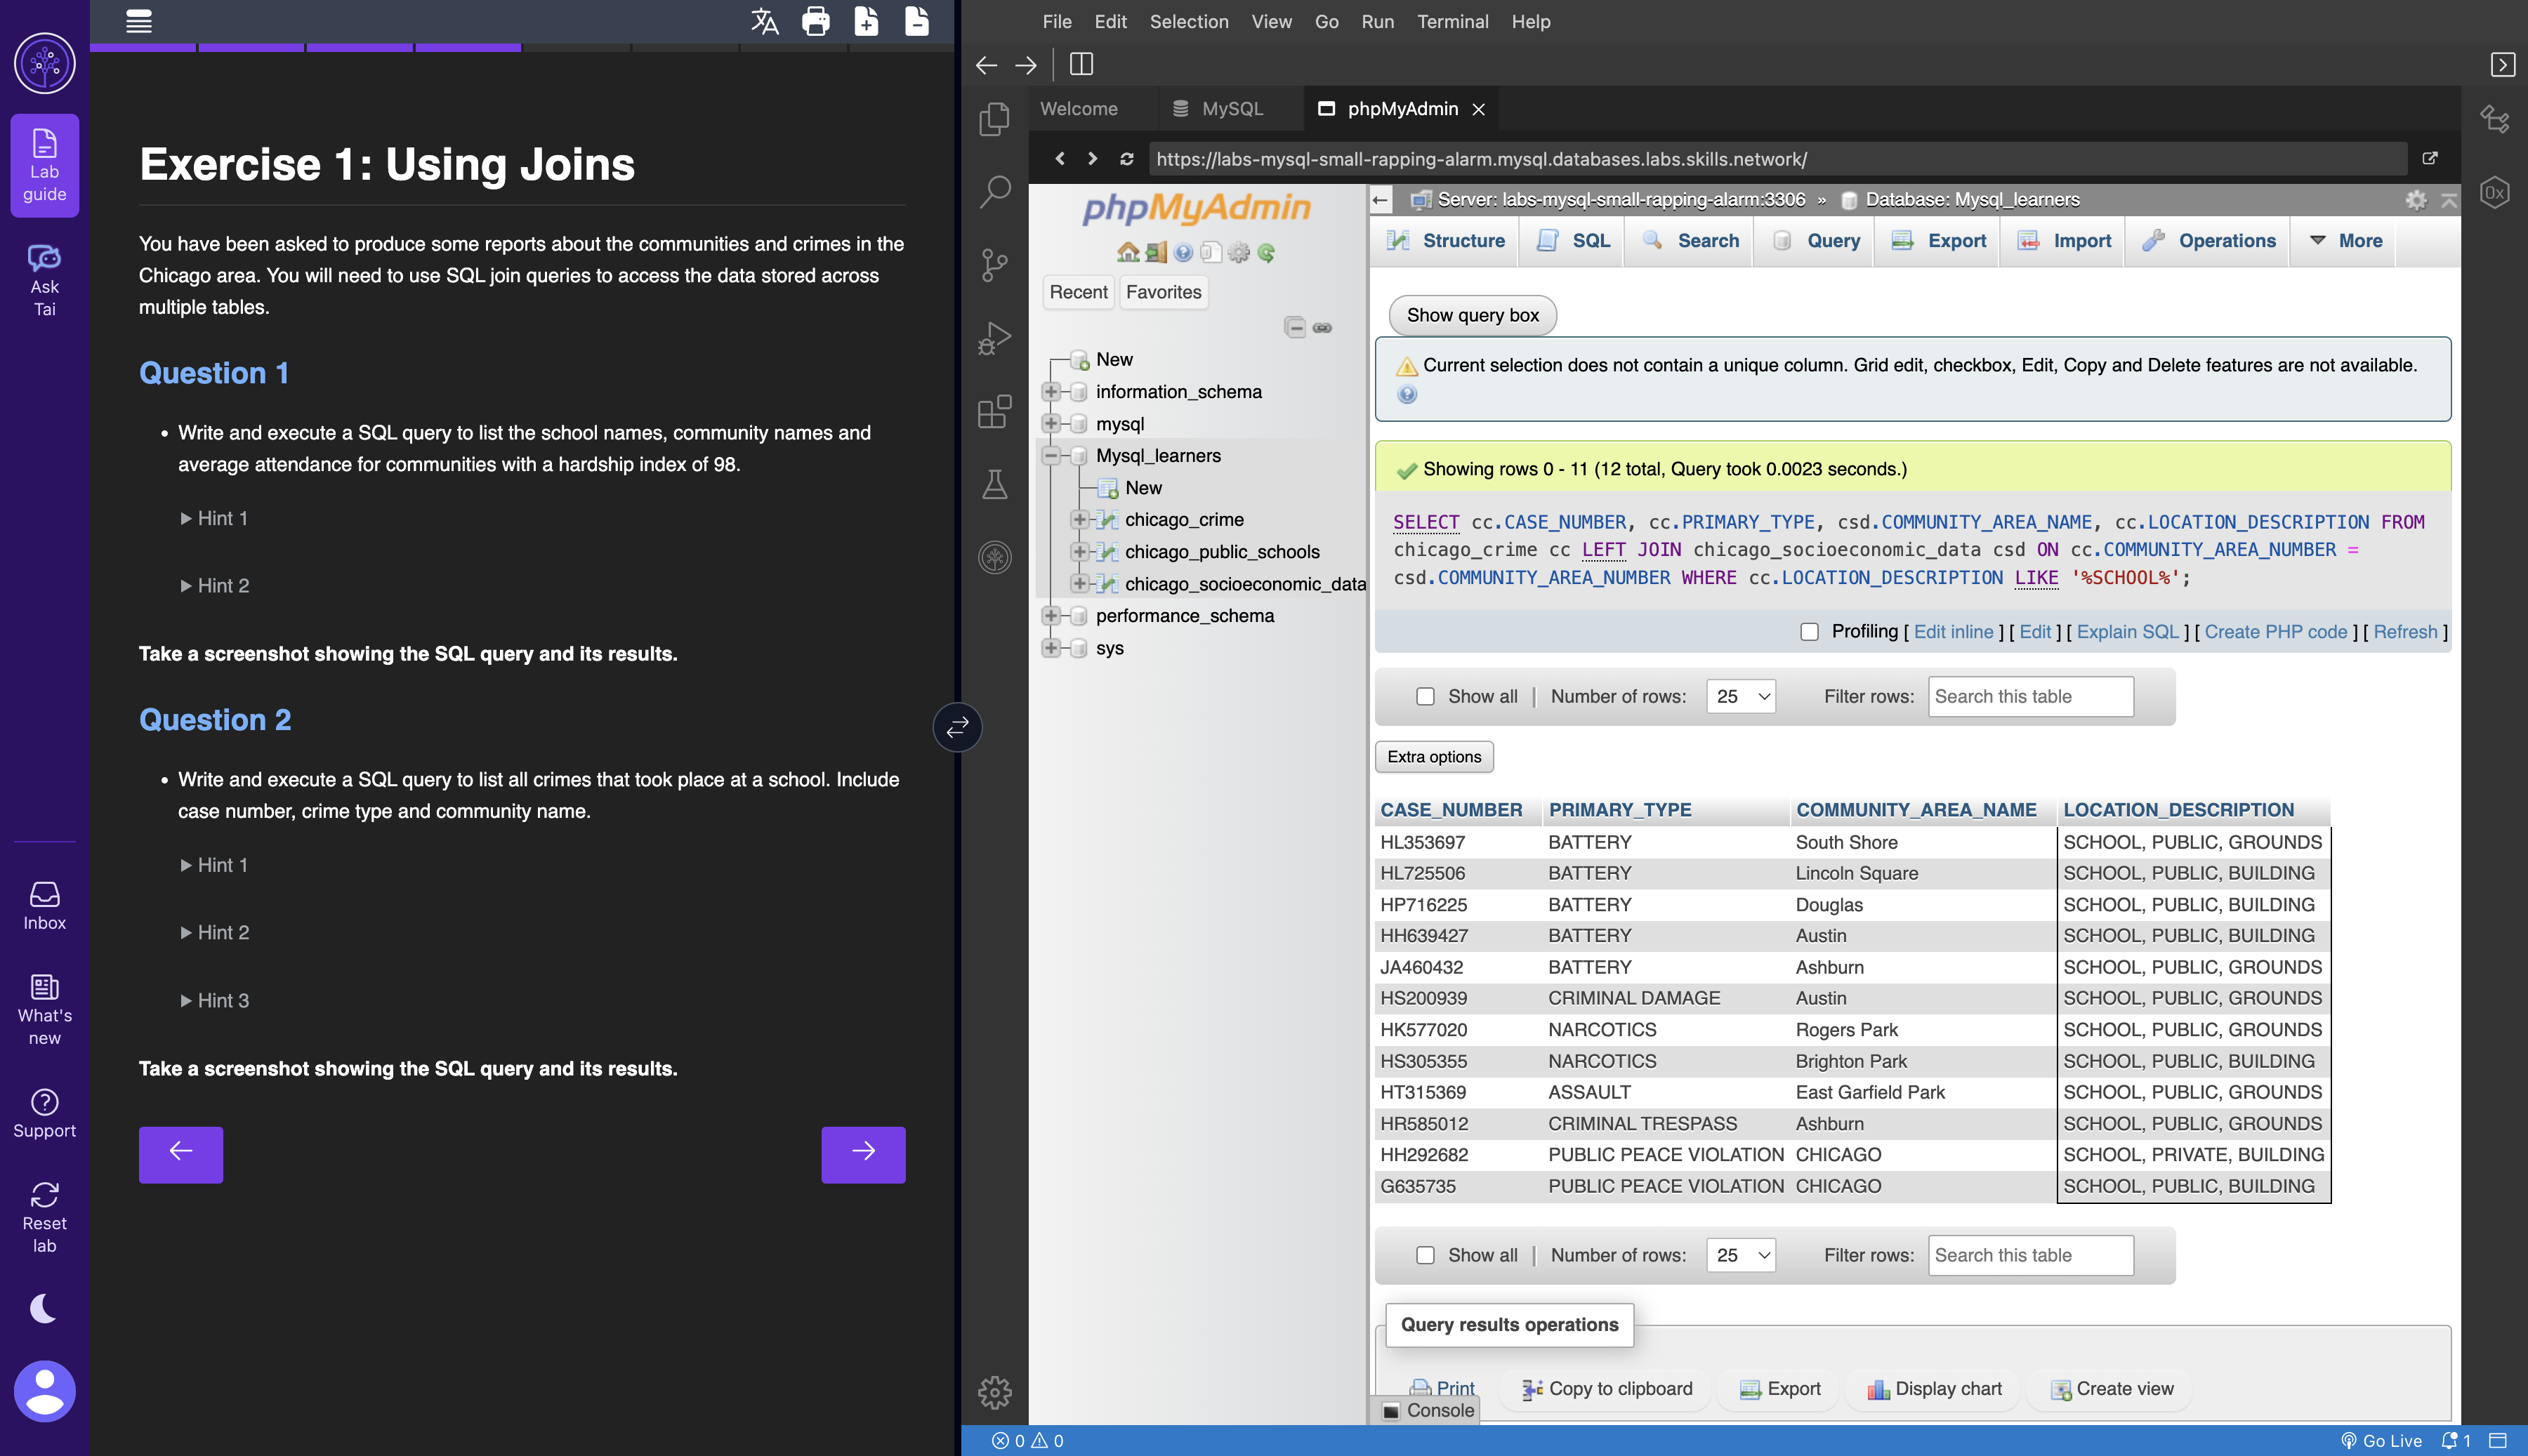 Lab
guide
Ask
Tai
Inbox
What's
new
Support
Reset
lab
Exercise 1: Using Joins
You have been asked to produce some reports about the communities and crimes in the
Chicago area. You will need to use SQL join queries to access the data stored across
multiple tables.
Question 1
• Write and execute a SQL query to list the school names, community names and
average attendance for communities with a hardship index of 98.
Hint 1
Hint 2
Take a screenshot showing the SQL query and its results.
Question 2
• Write and execute a SQL query to list all crimes that took place at a school. Include
case number, crime type and community name.
Hint 1
Hint 2
Hint 3
Take a screenshot showing the SQL query and its results.
File Edit Selection View Go Run Terminal Help
Welcome MySQL phpMyAdmin
https://labs-mysql-small-rapping-alarm.mysql.databases.labs.skills.network/
phpMyAdmin
Recent Favorites
New
information_schema
mysql
Mysql_learners
New
chicago_crime
chicago_public_schools
chicago_socioeconomic_data
performance_schema
sys
Server: labs-mysql-small-rapping-alarm:3306 » Database: Mysql_learners
Structure SQL Search Query Export Import Operations More
Show query box
Current selection does not contain a unique column. Grid edit, checkbox, Edit, Copy and Delete features are not available.
Showing rows 0 - 11 (12 total, Query took 0.0023 seconds.)
SELECT cc.CASE_NUMBER, cc.PRIMARY_TYPE, csd.COMMUNITY_AREA_NAME, cc.LOCATION_DESCRIPTION FROM
chicago_crime cc LEFT JOIN chicago_socioeconomic_data csd ON cc.COMMUNITY_AREA_NUMBER =
csd.COMMUNITY_AREA_NUMBER WHERE cc.LOCATION_DESCRIPTION LIKE '%SCHOOL%';
Profiling [ Edit inline ] [ Edit ] [ Explain SQL ] [ Create PHP code ] [ Refresh ]
Show all | Number of rows: 25 Filter rows: Search this table
Extra options
CASE_NUMBER PRIMARY_TYPE COMMUNITY_AREA_NAME LOCATION_DESCRIPTION
HL353697 BATTERY South Shore SCHOOL, PUBLIC, GROUNDS
HL725506 BATTERY Lincoln Square SCHOOL, PUBLIC, BUILDING
HP716225 BATTERY Douglas SCHOOL, PUBLIC, BUILDING
HH639427 BATTERY Austin SCHOOL, PUBLIC, BUILDING
JA460432 BATTERY Ashburn SCHOOL, PUBLIC, GROUNDS
HS200939 CRIMINAL DAMAGE Austin SCHOOL, PUBLIC, GROUNDS
HK577020 NARCOTICS Rogers Park SCHOOL, PUBLIC, GROUNDS
HS305355 NARCOTICS Brighton Park SCHOOL, PUBLIC, BUILDING
HT315369 ASSAULT East Garfield Park SCHOOL, PUBLIC, GROUNDS
HR585012 CRIMINAL TRESPASS Ashburn SCHOOL, PUBLIC, GROUNDS
HH292682 PUBLIC PEACE VIOLATION CHICAGO SCHOOL, PRIVATE, BUILDING
G635735 PUBLIC PEACE VIOLATION CHICAGO SCHOOL, PUBLIC, BUILDING
Show all | Number of rows: 25 Filter rows: Search this table
Query results operations
Print Copy to clipboard Export Display chart Create view
Console
0 0
Go Live 1
0x